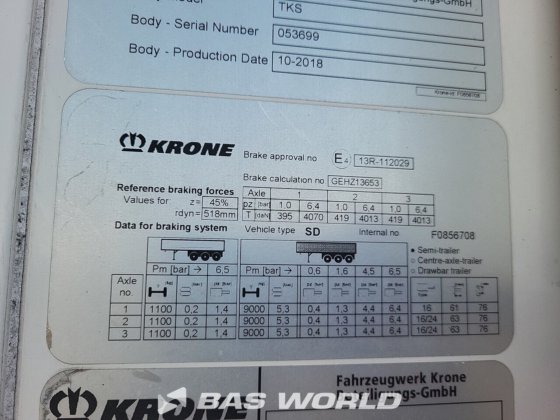 TKS
Body - Serial Number 053699
Body - Production Date 10-2018
Krone-Id: F0856708
KRONE
Brake approval no E4 13R-112029
Brake calculation no GEHZ13653
Reference braking forces
Values for z= 45%
rdyn= 518mm
Axle 1 2 3
pz [bar] 1,0 6,4 1,0 6,4 1,0 6,4
T [daN] 395 4070 419 4013 419 4013
Data for braking system Vehicle type SD Internal no F0856708
Semi-trailer
Centre-axle-trailer
Drawbar trailer
Pm [bar] → 6,5 Pm [bar] → 0,6 1,6 4,5 6,5
Axle no.
1 1100 0,2 1,4 9000 5,3 0,4 1,3 4,4 6,4 16 61 76
2 1100 0,2 1,4 9000 5,3 0,4 1,3 4,4 6,4 16/24 63 76
3 1100 0,2 1,4 9000 5,3 0,4 1,3 4,4 6,4 16/24 63 76
KRONE
Fahrzeugwerk Krone
BAS WORLD